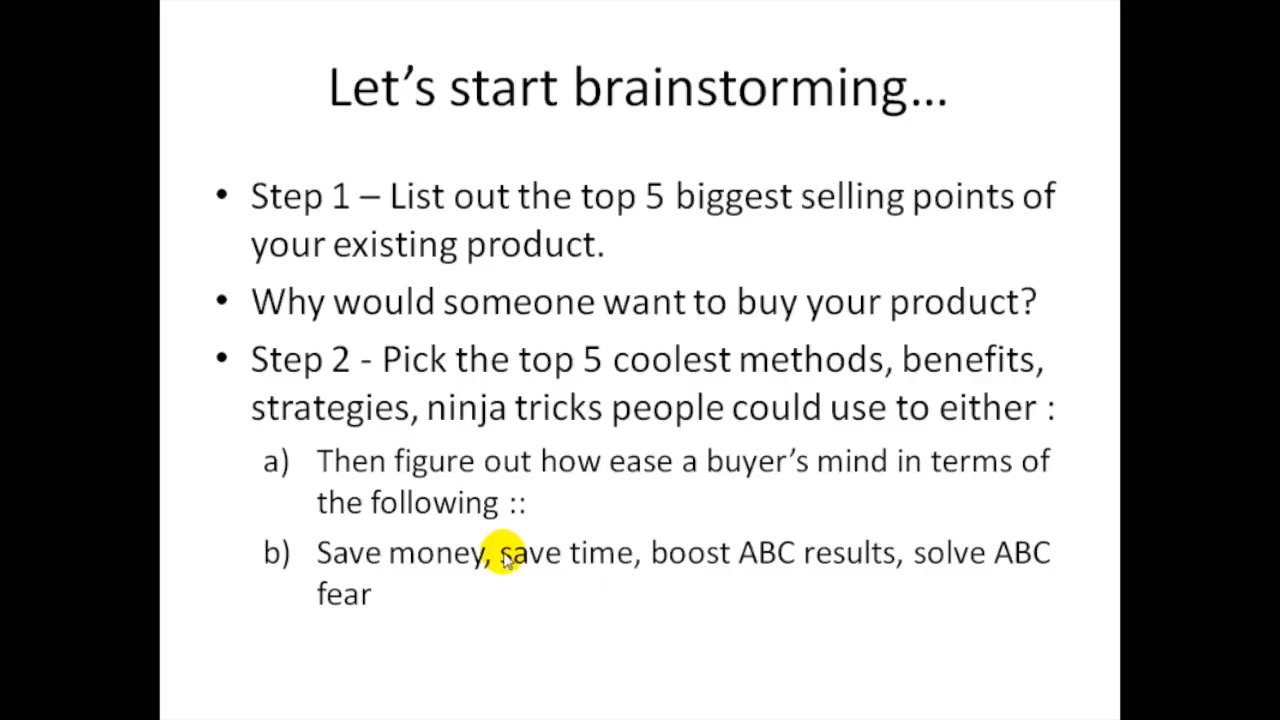 Let's start brainstorming…
• Step 1 – List out the top 5 biggest selling points of
your existing product.
• Why would someone want to buy your product?
• Step 2 - Pick the top 5 coolest methods, benefits,
strategies, ninja tricks people could use to either :
a) Then figure out how ease a buyer's mind in terms of
the following ::
b) Save money, save time, boost ABC results, solve ABC
fear